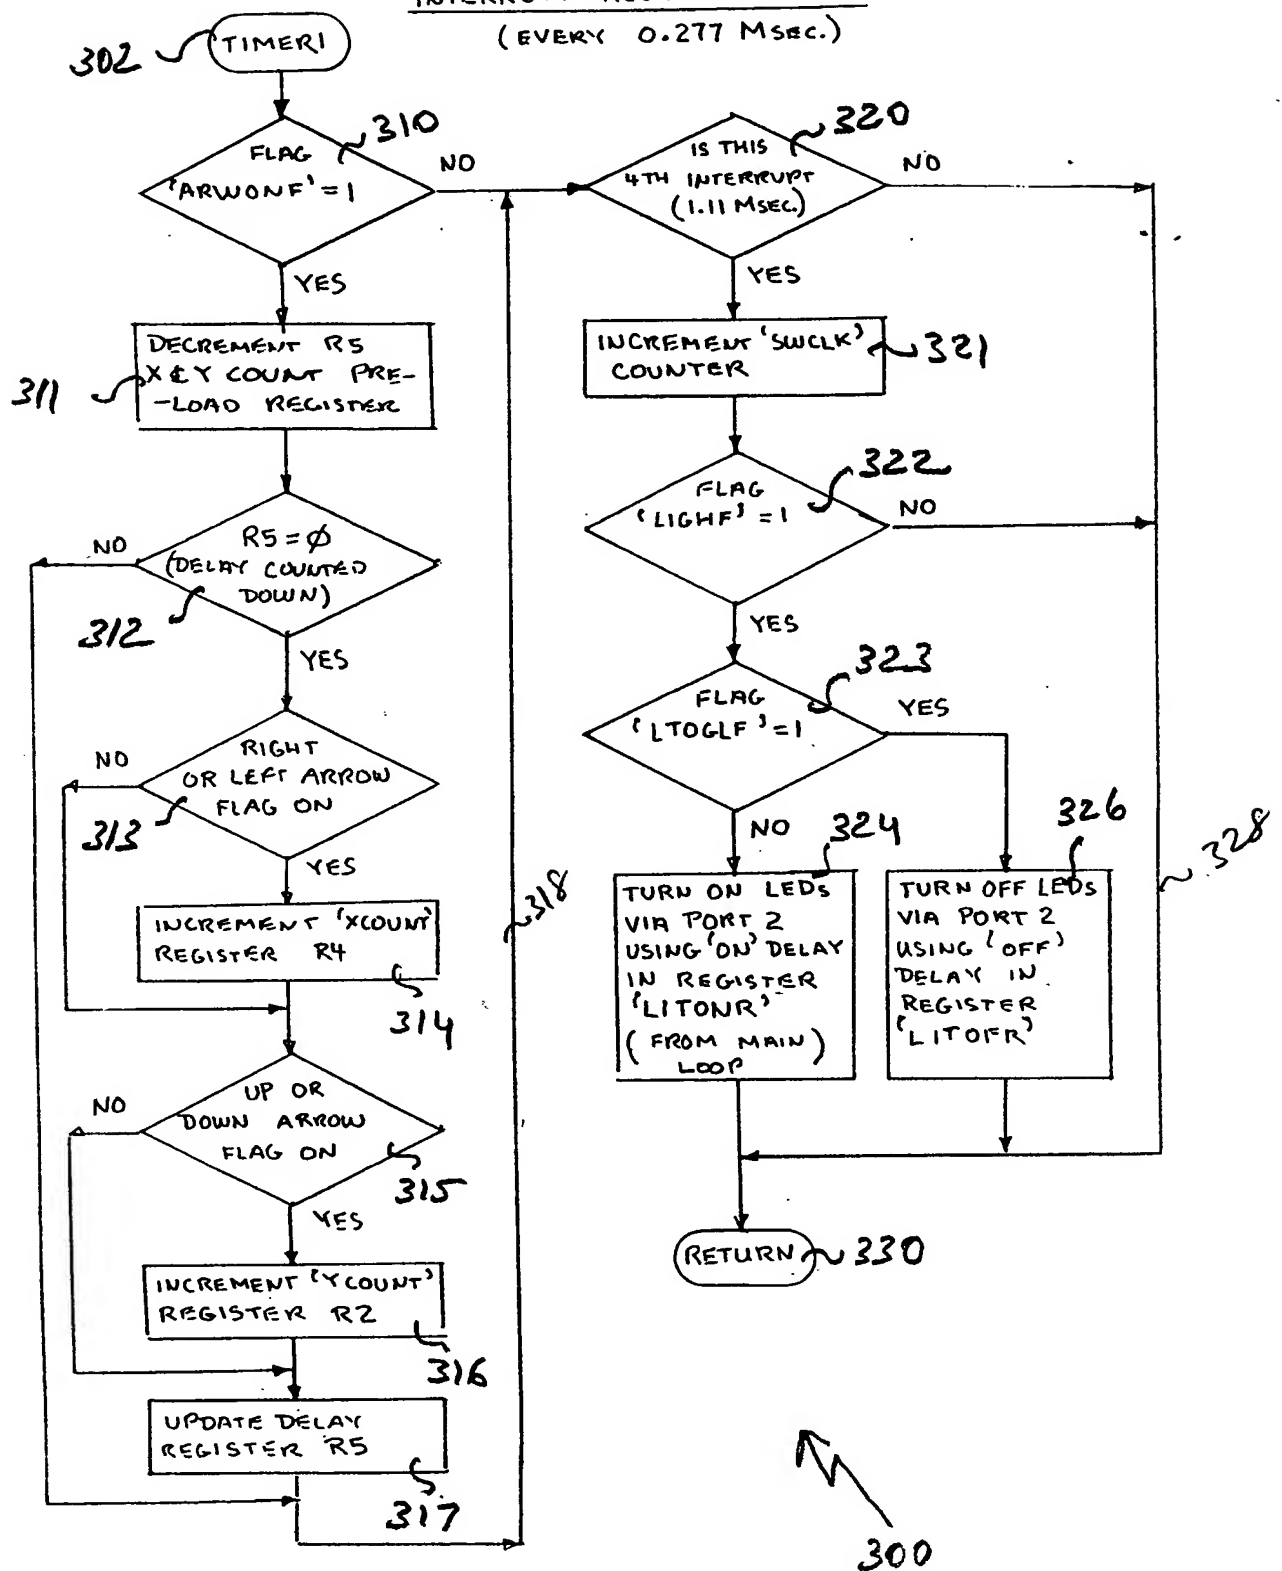 (EVERY 0.277 MSEC.)
302
TIMER1
310
FLAG
'ARWONF' = 1
NO
YES
311
DECREMENT R5
X & Y COUNT PRE-
-LOAD REGISTER
NO
R5 = Ø
(DELAY COUNTED
DOWN)
312
YES
NO
RIGHT
OR LEFT ARROW
FLAG ON
313
YES
INCREMENT 'XCOUNT'
REGISTER R4
314
NO
UP OR
DOWN ARROW
FLAG ON
315
YES
INCREMENT 'YCOUNT'
REGISTER R2
316
UPDATE DELAY
REGISTER R5
317
318
320
IS THIS
4TH INTERRUPT
(1.11 MSEC.)
NO
YES
INCREMENT 'SWCLK'
COUNTER
321
322
FLAG
'LIGHF' = 1
NO
YES
323
FLAG
'LTOGLF' = 1
YES
NO
324
TURN ON LEDs
VIA PORT 2
USING 'ON' DELAY
IN REGISTER
'LITONR'
(FROM MAIN)
LOOP
326
TURN OFF LEDs
VIA PORT 2
USING 'OFF'
DELAY IN
REGISTER
'LITOFR'
328
RETURN
330
300